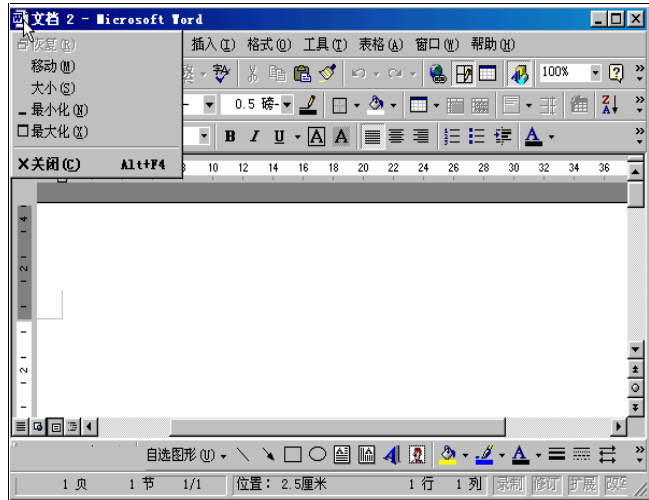 文档 2 - Microsoft Word
恢复(R) 插入(I) 格式(O) 工具(T) 表格(A) 窗口(W) 帮助(H)
移动(M) 100%
大小(S)
最小化(N) 0.5 磅
最大化(X) B I U A A A
关闭(C) Alt+F4 10 12 14 16 18 20 22 24 26 28 30 32 34 36
4
2
2
自选图形(U) A A
1 页 1 节 1/1 位置: 2.5厘米 1 行 1 列 录制 修订 扩展